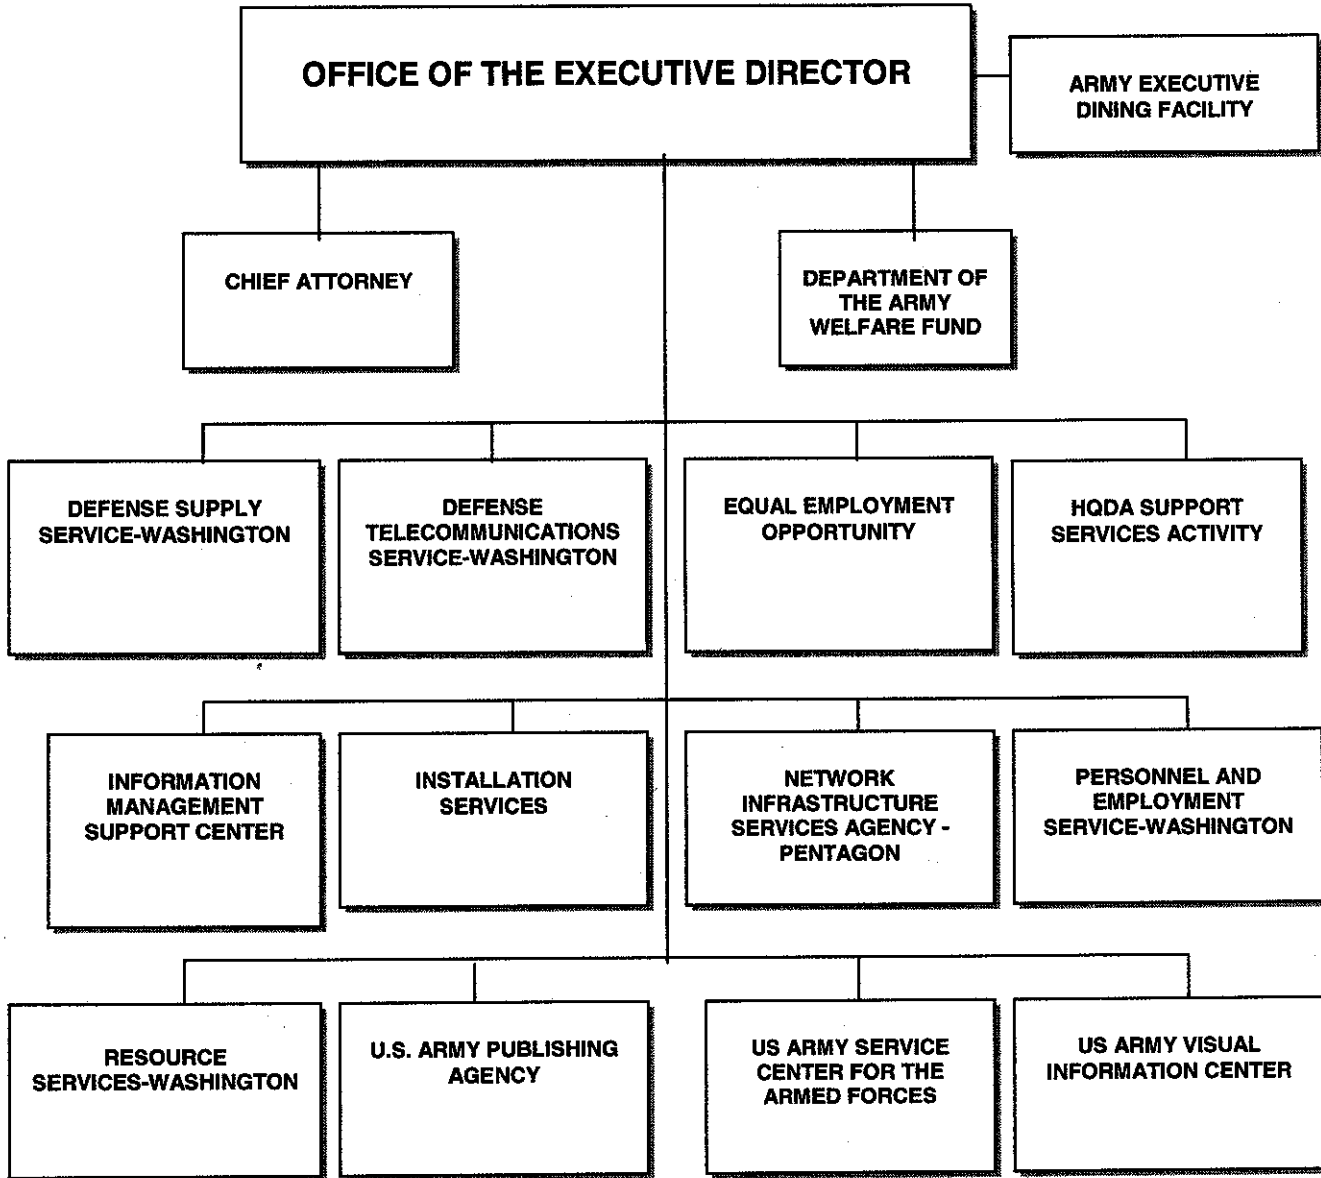 OFFICE OF THE EXECUTIVE DIRECTOR
ARMY EXECUTIVE
DINING FACILITY
CHIEF ATTORNEY
DEPARTMENT OF
THE ARMY
WELFARE FUND
DEFENSE SUPPLY
SERVICE-WASHINGTON
DEFENSE
TELECOMMUNICATIONS
SERVICE-WASHINGTON
EQUAL EMPLOYMENT
OPPORTUNITY
HQDA SUPPORT
SERVICES ACTIVITY
INFORMATION
MANAGEMENT
SUPPORT CENTER
INSTALLATION
SERVICES
NETWORK
INFRASTRUCTURE
SERVICES AGENCY -
PENTAGON
PERSONNEL AND
EMPLOYMENT
SERVICE-WASHINGTON
RESOURCE
SERVICES-WASHINGTON
U.S. ARMY PUBLISHING
AGENCY
US ARMY SERVICE
CENTER FOR THE
ARMED FORCES
US ARMY VISUAL
INFORMATION CENTER